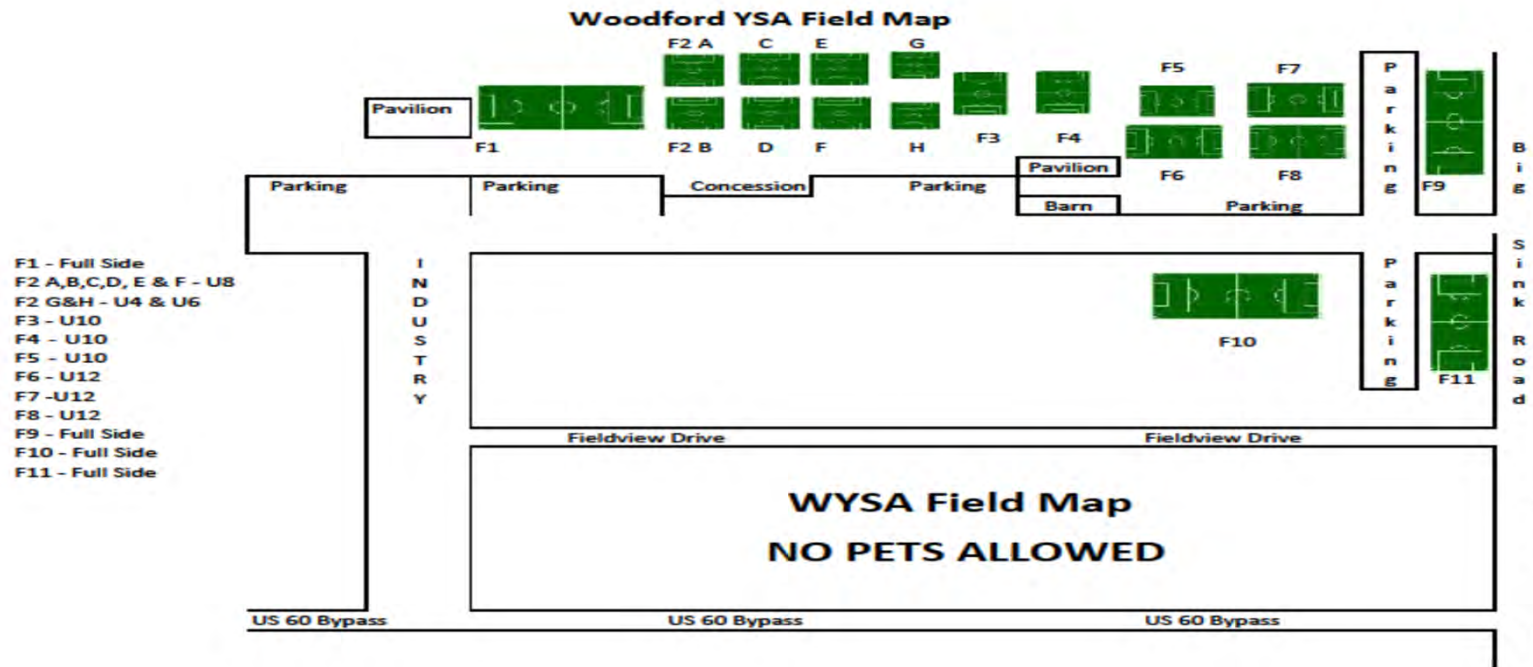 Woodford YSA Field Map
F2 A C E G
F5 F7
Pavilion
F1 F2 B D F H F3 F4
Pavilion
F6 F8
F9
Parking Parking Concession Parking
Barn Parking
Parking
Parking
Big Sink Road
INDUSTRY
F1 - Full Side
F2 A,B,C,D, E & F - U8
F2 G&H - U4 & U6
F3 - U10
F4 - U10
F5 - U10
F6 - U12
F7 -U12
F8 - U12
F9 - Full Side
F10 - Full Side
F11 - Full Side
F10
F11
Fieldview Drive Fieldview Drive
WYSA Field Map
NO PETS ALLOWED
US 60 Bypass US 60 Bypass US 60 Bypass